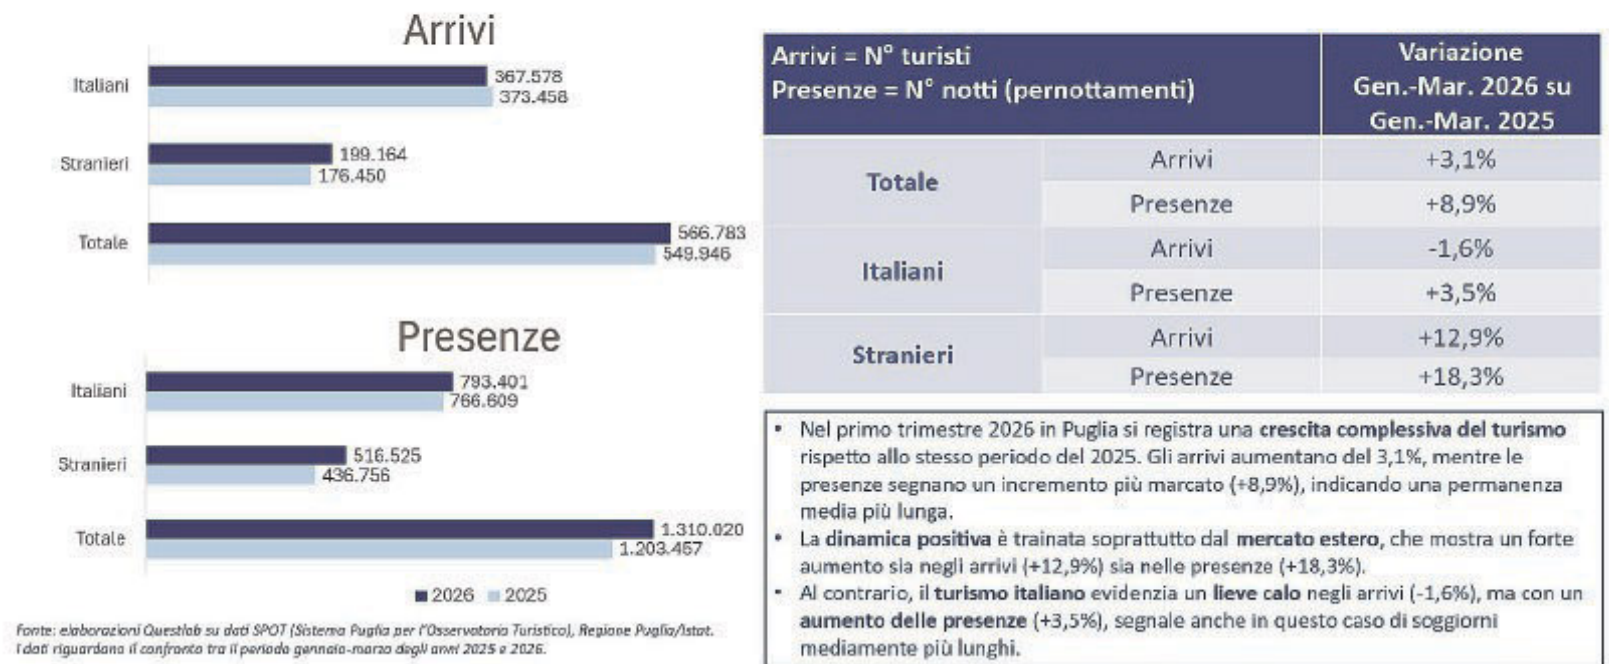 Arrivi
Italiani
367.578
373.458
Stranieri
199.164
176.450
Totale
566.783
549.946
Presenze
Italiani
793.401
766.609
Stranieri
516.525
436.756
Totale
1.310.020
1.203.457
2026 2025
Fonte: elaborazioni Questlab su dati SPOT (Sistema Puglia per l'Osservatorio Turistico), Regione Puglia/Istat.
I dati riguardano il confronto tra il periodo gennaio-marzo degli anni 2025 e 2026.
Arrivi = N° turisti
Presenze = N° notti (pernottamenti)
Variazione
Gen.-Mar. 2026 su
Gen.-Mar. 2025
Totale
Arrivi +3,1%
Presenze +8,9%
Italiani
Arrivi -1,6%
Presenze +3,5%
Stranieri
Arrivi +12,9%
Presenze +18,3%
• Nel primo trimestre 2026 in Puglia si registra una crescita complessiva del turismo
rispetto allo stesso periodo del 2025. Gli arrivi aumentano del 3,1%, mentre le
presenze segnano un incremento più marcato (+8,9%), indicando una permanenza
media più lunga.
• La dinamica positiva è trainata soprattutto dal mercato estero, che mostra un forte
aumento sia negli arrivi (+12,9%) sia nelle presenze (+18,3%).
• Al contrario, il turismo italiano evidenzia un lieve calo negli arrivi (-1,6%), ma con un
aumento delle presenze (+3,5%), segnale anche in questo caso di soggiorni
mediamente più lunghi.